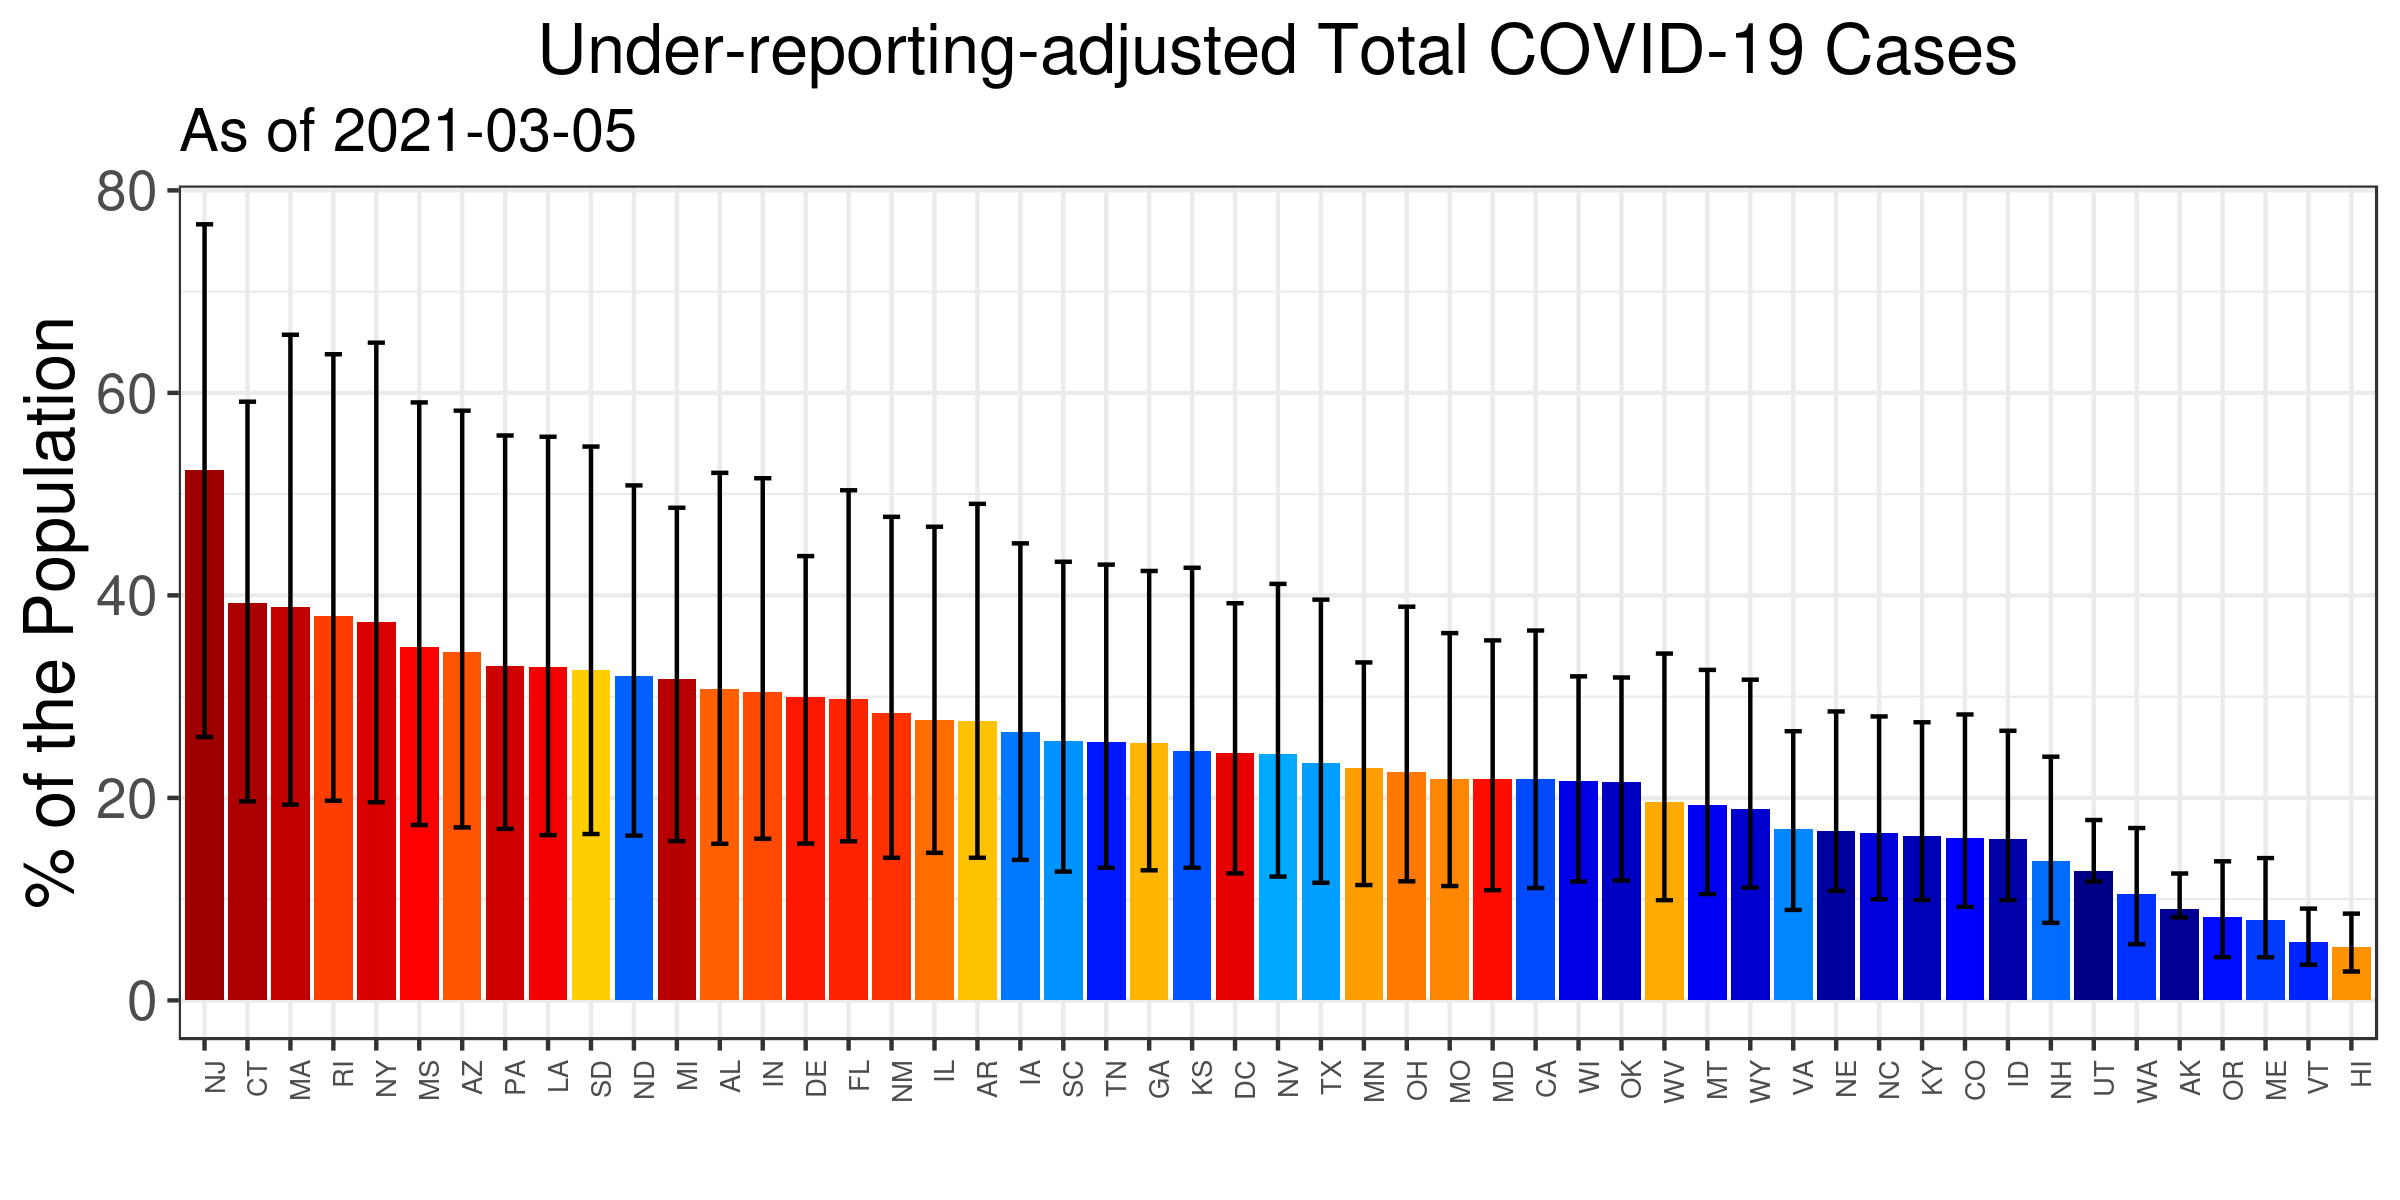 Under-reporting-adjusted Total COVID-19 Cases
As of 2021-03-05
% of the Population
80
60
40
20
0
NJ CT MA RI NY MS AZ PA LA SD ND MI AL IN DE FL NM IL AR IA SC TN GA KS DC NV TX MN OH MO MD CA WI OK WV MT WY VA NE NC KY CO ID NH UT WA AK OR ME VT HI